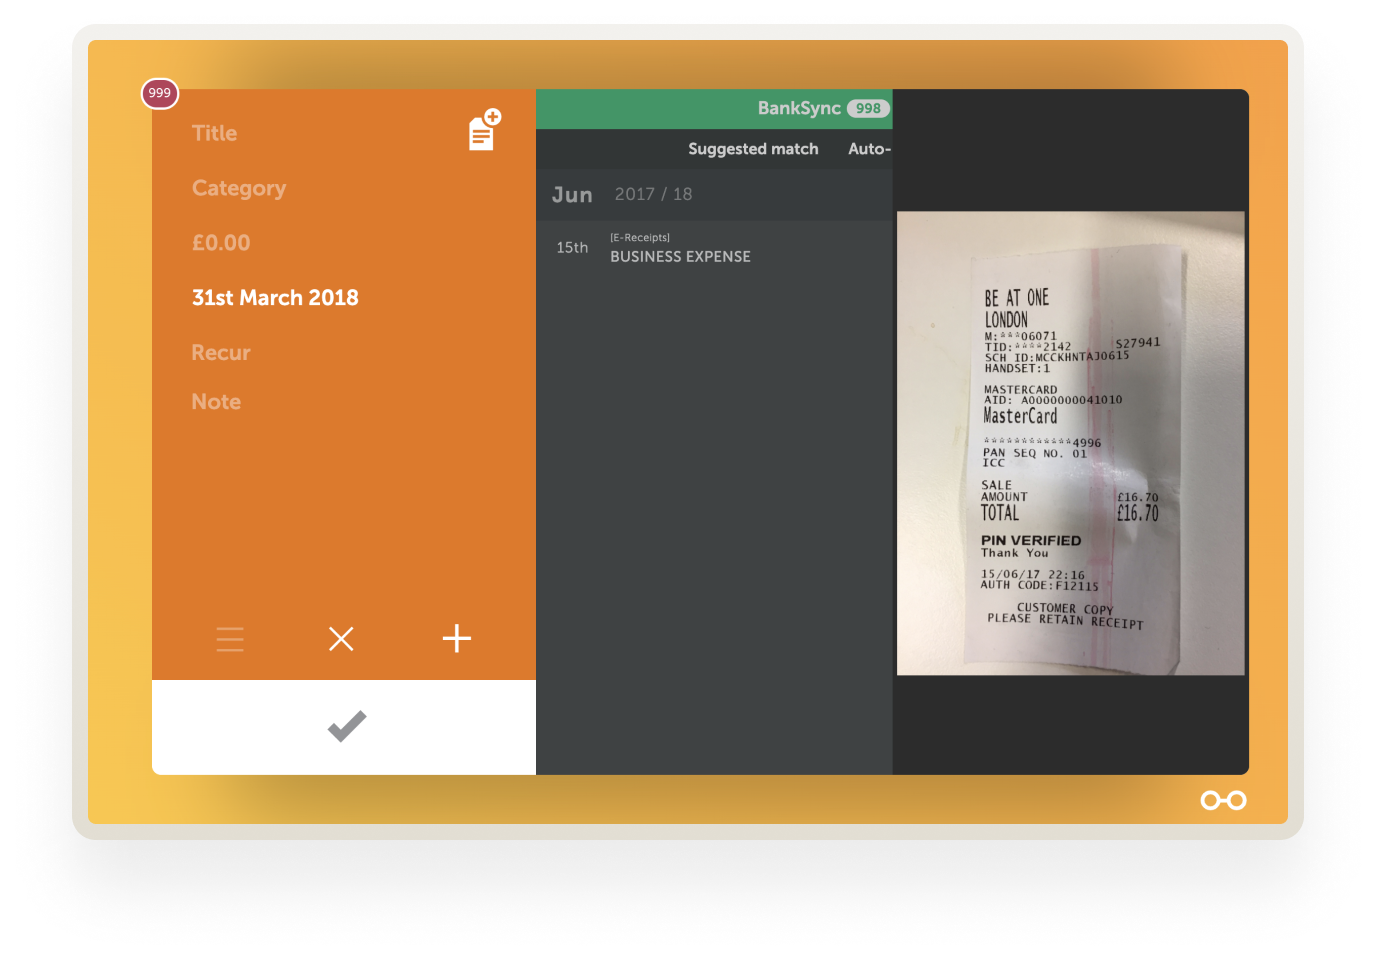 999
Title
Category
£0.00
31st March 2018
Recur
Note
BankSync 998
Suggested match Auto-
Jun 2017 / 18
15th [E-Receipts]
BUSINESS EXPENSE
BE AT ONE
LONDON
M:***06071
TID:****2142 S27941
SCH ID:MCCKHNTAJ0615
HANDSET:1
MASTERCARD
AID: A0000000041010
MasterCard
************4996
PAN SEQ NO. 01
ICC
SALE
AMOUNT £16.70
TOTAL £16.70
PIN VERIFIED
Thank You
15/06/17 22:16
AUTH CODE:F12115
CUSTOMER COPY
PLEASE RETAIN RECEIPT